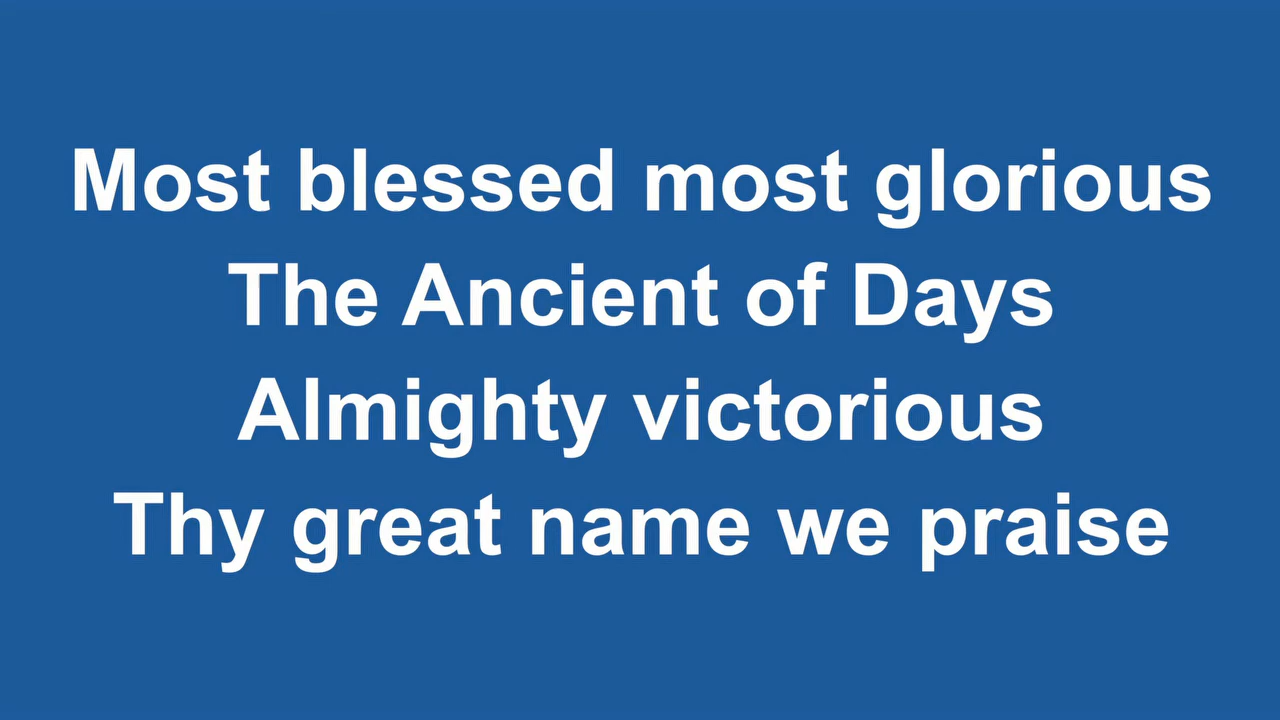 Most blessed most glorious
The Ancient of Days
Almighty victorious
Thy great name we praise